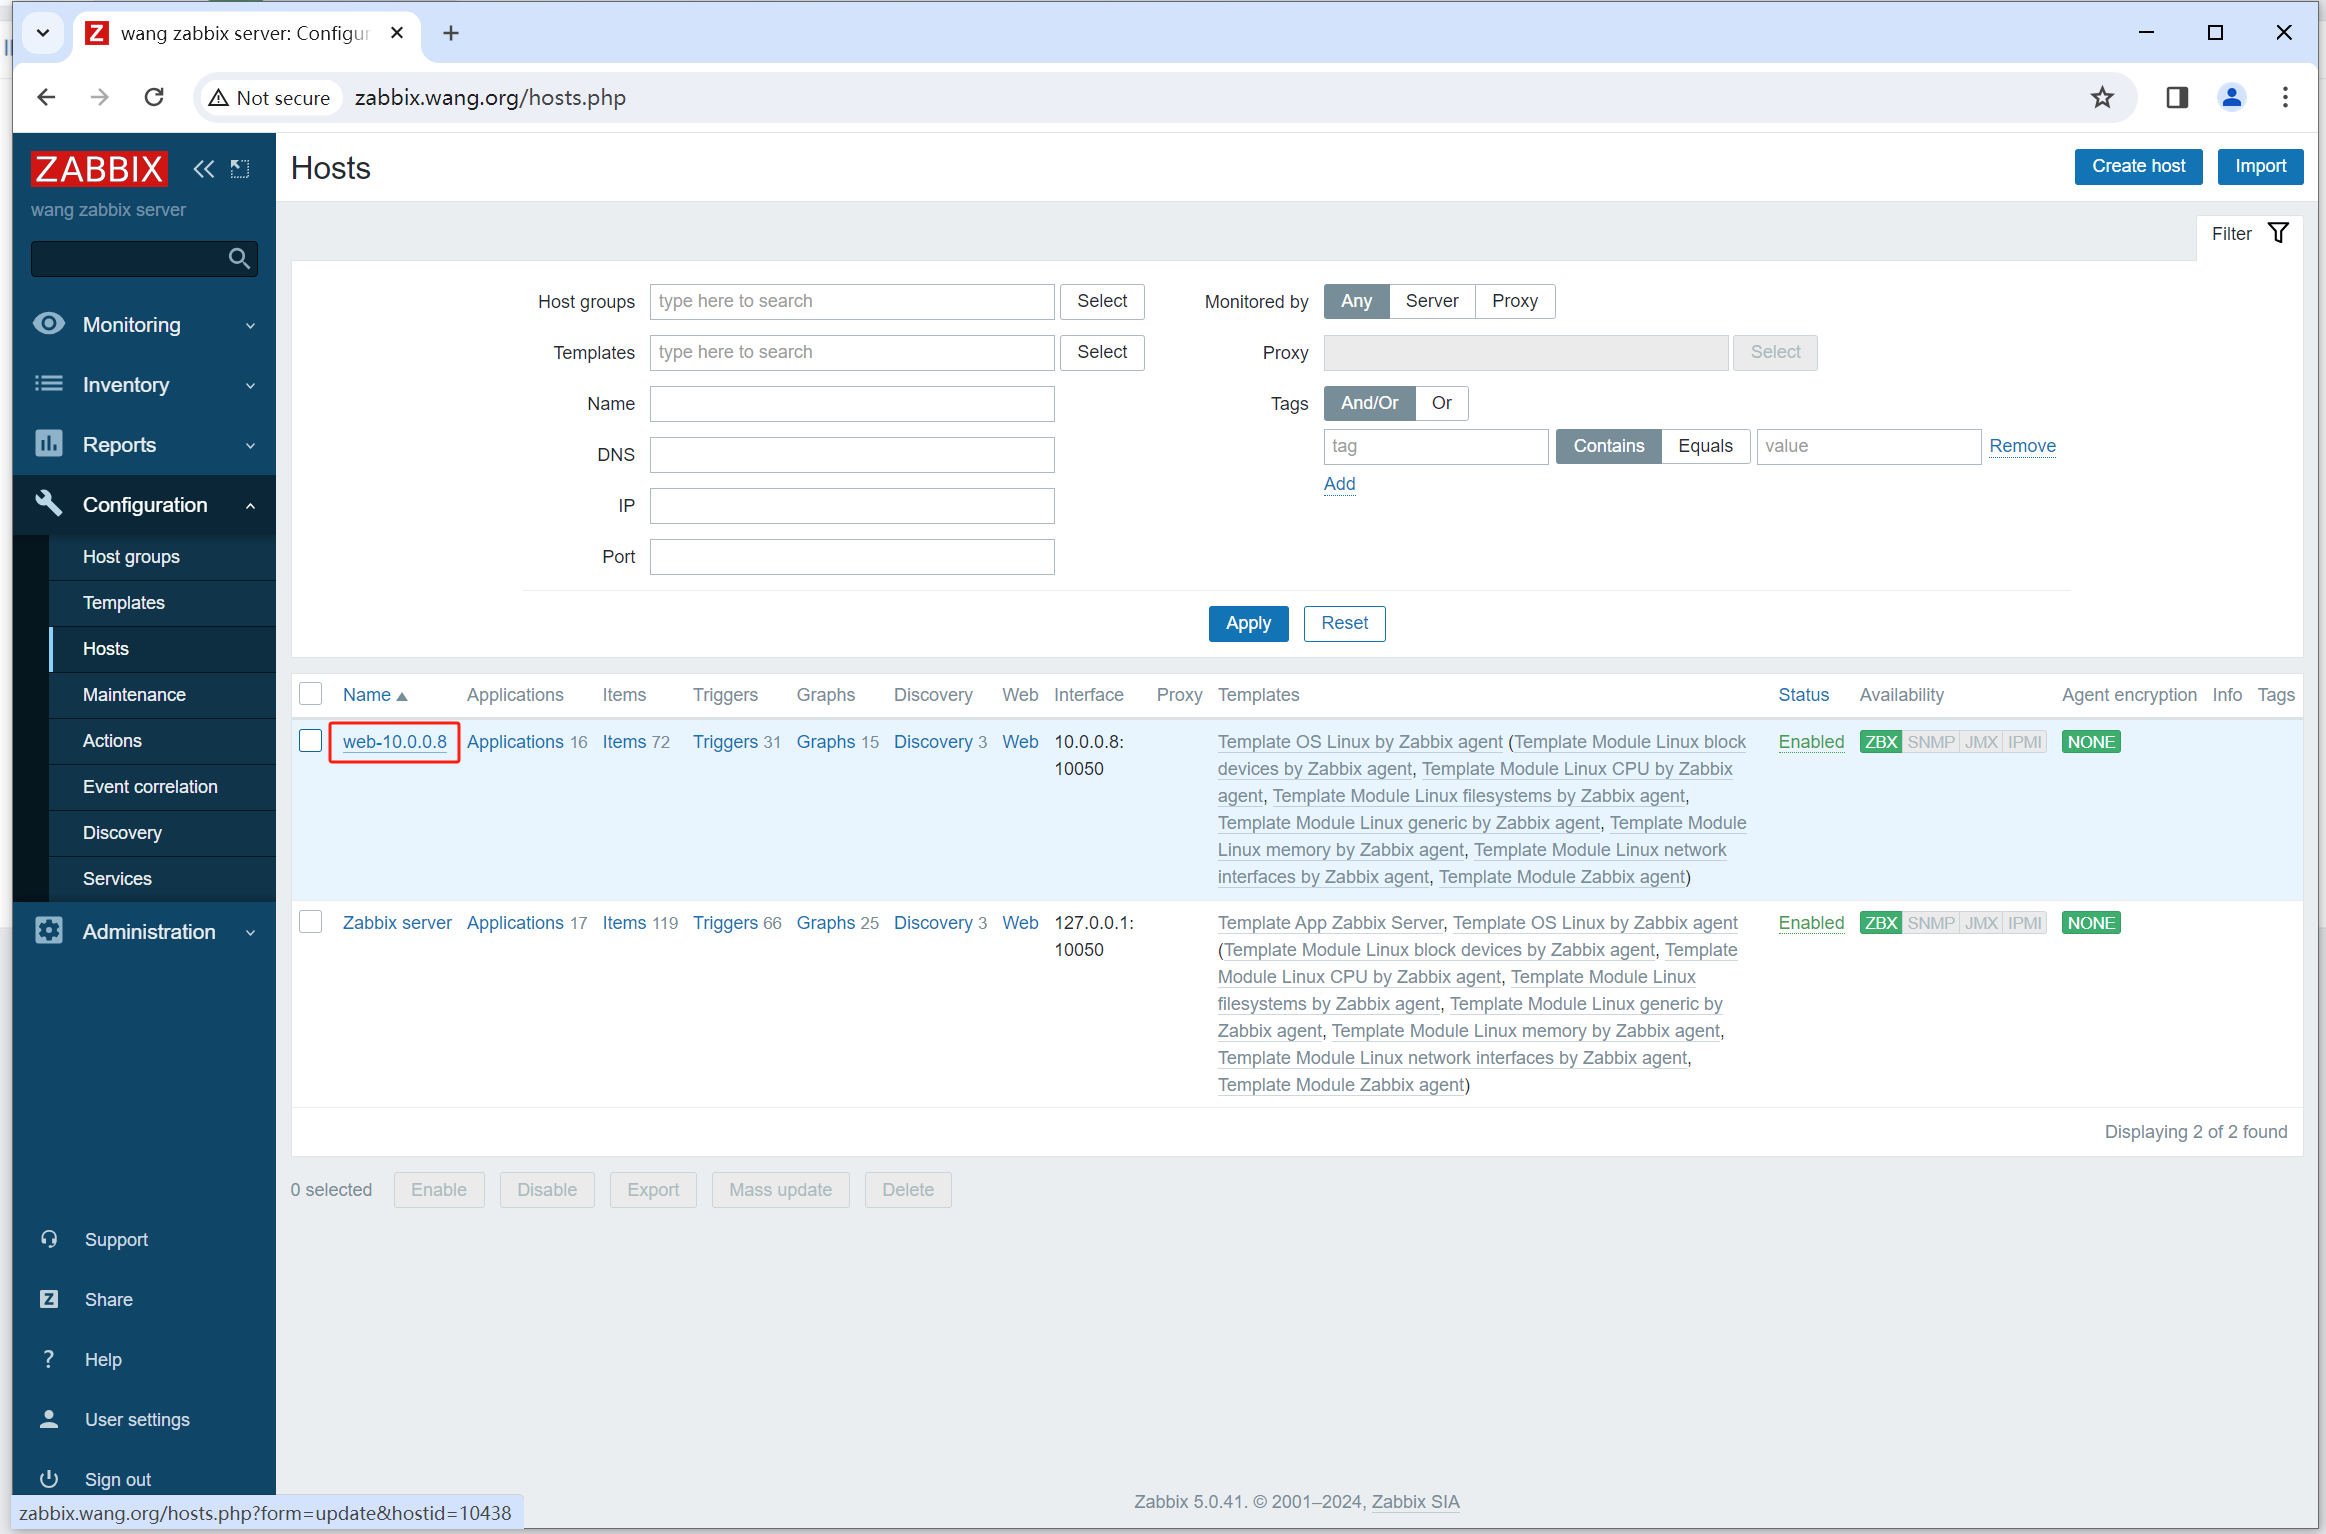 wang zabbix server: Configur
Not secure
zabbix.wang.org/hosts.php
ZABBIX
wang zabbix server
Monitoring
Inventory
Reports
Configuration
Host groups
Templates
Hosts
Maintenance
Actions
Event correlation
Discovery
Services
Administration
Support
Share
Help
User settings
Sign out
zabbix.wang.org/hosts.php?form=update&hostid=10438
Hosts
Create host Import
Filter
Host groups type here to search Select
Templates type here to search Select
Name
DNS
IP
Port
Monitored by Any Server Proxy
Proxy Select
Tags And/Or Or
tag Contains Equals value Remove
Add
Apply Reset
Name Applications Items Triggers Graphs Discovery Web Interface Proxy Templates Status Availability Agent encryption Info Tags
web-10.0.0.8 Applications 16 Items 72 Triggers 31 Graphs 15 Discovery 3 Web 10.0.0.8: Template OS Linux by Zabbix agent (Template Module Linux block Enabled ZBX SNMP JMX IPMI NONE
10050 devices by Zabbix agent, Template Module Linux CPU by Zabbix
agent, Template Module Linux filesystems by Zabbix agent,
Template Module Linux generic by Zabbix agent, Template Module
Linux memory by Zabbix agent, Template Module Linux network
interfaces by Zabbix agent, Template Module Zabbix agent)
Zabbix server Applications 17 Items 119 Triggers 66 Graphs 25 Discovery 3 Web 127.0.0.1: Template App Zabbix Server, Template OS Linux by Zabbix agent Enabled ZBX SNMP JMX IPMI NONE
10050 (Template Module Linux block devices by Zabbix agent, Template
Module Linux CPU by Zabbix agent, Template Module Linux
filesystems by Zabbix agent, Template Module Linux generic by
Zabbix agent, Template Module Linux memory by Zabbix agent,
Template Module Linux network interfaces by Zabbix agent,
Template Module Zabbix agent)
Displaying 2 of 2 found
0 selected Enable Disable Export Mass update Delete
Zabbix 5.0.41. © 2001–2024, Zabbix SIA